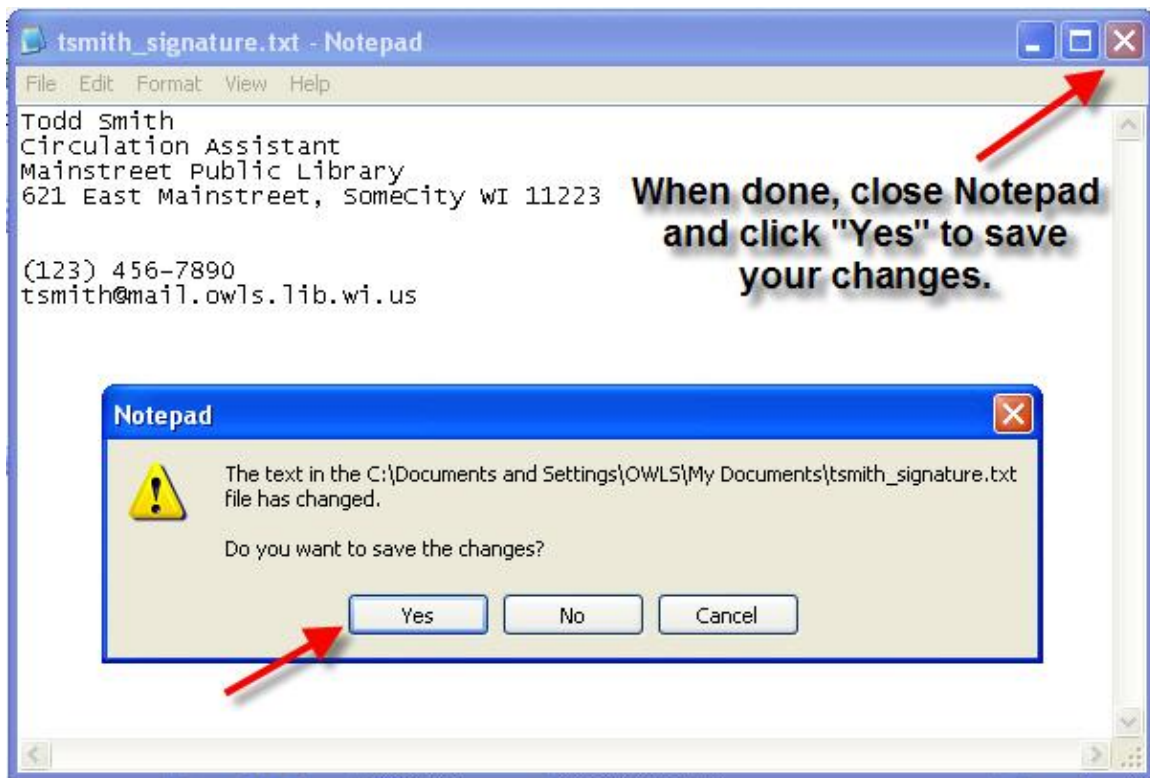 tsmith_signature.txt - Notepad
File Edit Format View Help
Todd Smith
Circulation Assistant
Mainstreet Public Library
621 East Mainstreet, SomeCity WI 11223
(123) 456-7890
tsmith@mail.owls.lib.wi.us
When done, close Notepad
and click "Yes" to save
your changes.
Notepad
The text in the C:\Documents and Settings\OWLS\My Documents\tsmith_signature.txt
file has changed.
Do you want to save the changes?
Yes No Cancel